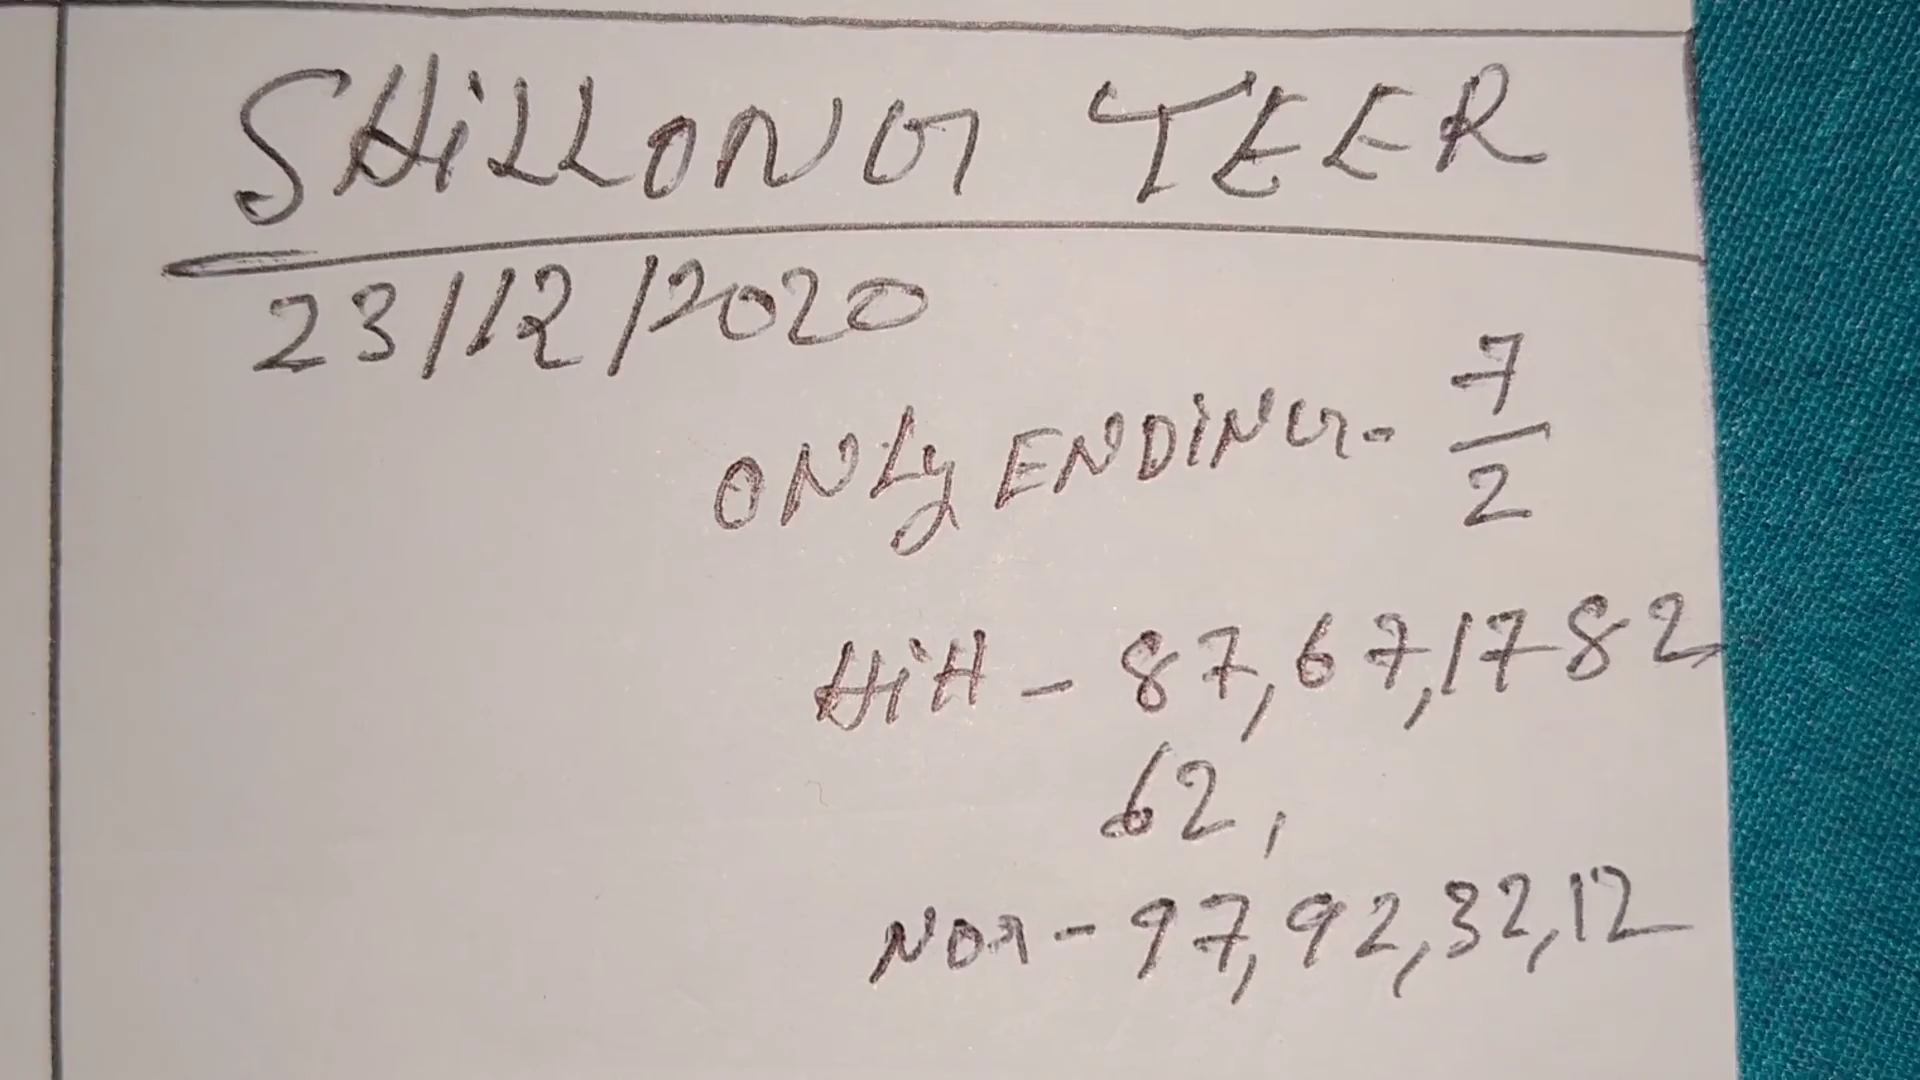 SHiLLONG TEER
23/12/2020
ONLy ENDiNG- 7/2
HiH - 87,67,17 82
62,
NOR - 97,92,32,12